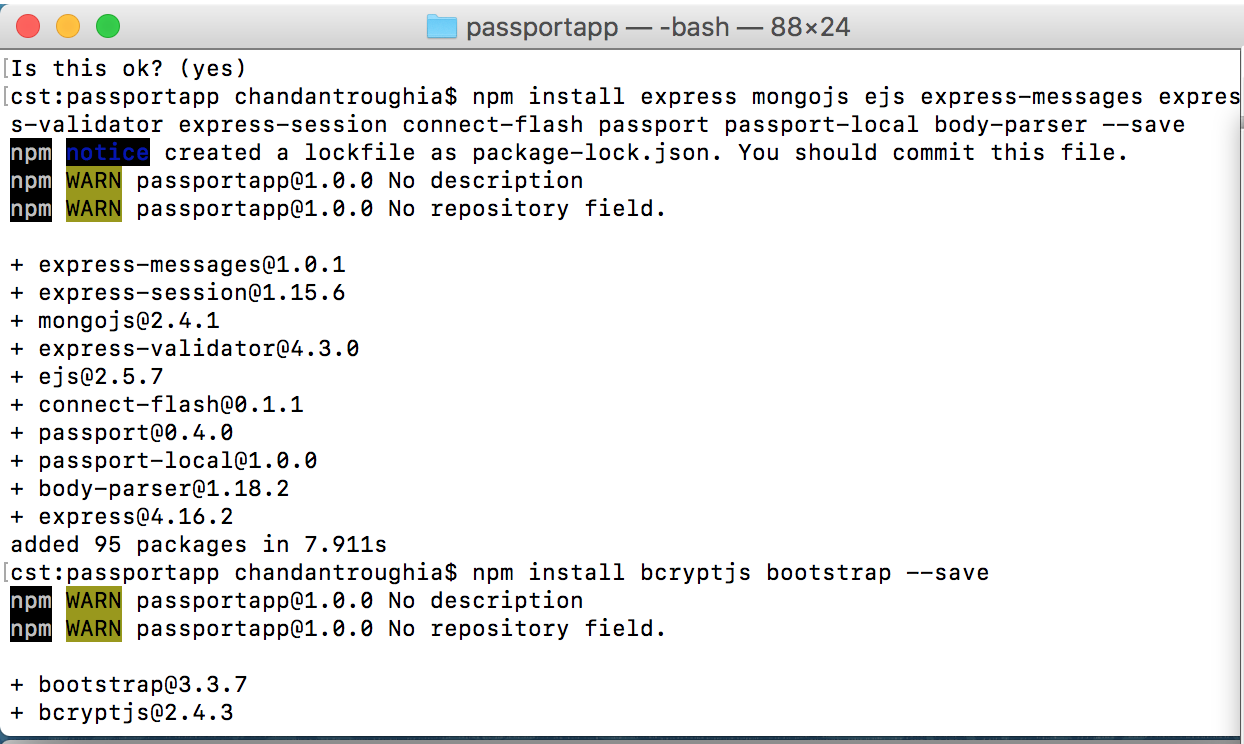 passportapp — -bash — 88×24
[Is this ok? (yes)
[cst:passportapp chandantroughia$ npm install express mongojs ejs express-messages expres
s-validator express-session connect-flash passport passport-local body-parser --save
npm notice created a lockfile as package-lock.json. You should commit this file.
npm WARN passportapp@1.0.0 No description
npm WARN passportapp@1.0.0 No repository field.
+ express-messages@1.0.1
+ express-session@1.15.6
+ mongojs@2.4.1
+ express-validator@4.3.0
+ ejs@2.5.7
+ connect-flash@0.1.1
+ passport@0.4.0
+ passport-local@1.0.0
+ body-parser@1.18.2
+ express@4.16.2
added 95 packages in 7.911s
[cst:passportapp chandantroughia$ npm install bcryptjs bootstrap --save
npm WARN passportapp@1.0.0 No description
npm WARN passportapp@1.0.0 No repository field.
+ bootstrap@3.3.7
+ bcryptjs@2.4.3